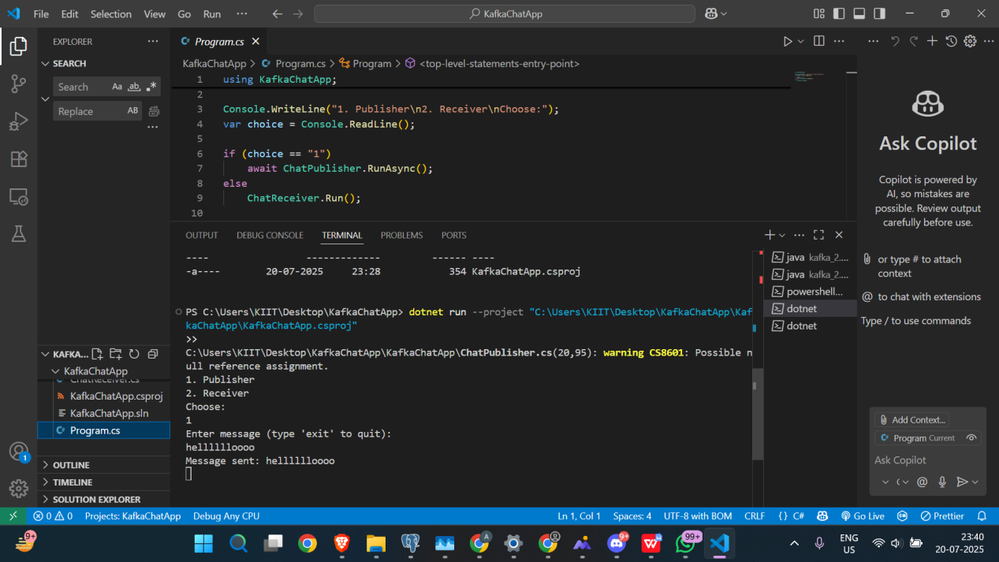 File Edit Selection View Go Run ··· KafkaChatApp
EXPLORER ···
SEARCH
Search Aa ab .*
Replace AB
···
KAFKA...
KafkaChatApp
ChatReceiver.cs
KafkaChatApp.csproj
KafkaChatApp.sln
Program.cs
OUTLINE
TIMELINE
SOLUTION EXPLORER
1
Program.cs
KafkaChatApp > Program.cs > Program > <top-level-statements-entry-point>
1 using KafkaChatApp;
2
3 Console.WriteLine("1. Publisher\n2. Receiver\nChoose:");
4 var choice = Console.ReadLine();
5
6 if (choice == "1")
7 await ChatPublisher.RunAsync();
8 else
9 ChatReceiver.Run();
10
OUTPUT DEBUG CONSOLE TERMINAL PROBLEMS PORTS
---- ------------- ------ ----
-a---- 20-07-2025 23:28 354 KafkaChatApp.csproj
PS C:\Users\KIIT\Desktop\KafkaChatApp> dotnet run --project "C:\Users\KIIT\Desktop\KafkaChatApp\Kaf
kaChatApp\KafkaChatApp.csproj"
>>
C:\Users\KIIT\Desktop\KafkaChatApp\KafkaChatApp\ChatPublisher.cs(20,95): warning CS8601: Possible n
ull reference assignment.
1. Publisher
2. Receiver
Choose:
1
Enter message (type 'exit' to quit):
helllllloooo
Message sent: helllllloooo
java kafka_2....
java kafka_2....
powershell...
dotnet
dotnet
Ask Copilot
Copilot is powered by
AI, so mistakes are
possible. Review output
carefully before use.
or type # to attach
context
@ to chat with extensions
Type / to use commands
Add Context...
Program Current
Ask Copilot
@
0 0 Projects: KafkaChatApp Debug Any CPU Ln 1, Col 1 Spaces: 4 UTF-8 with BOM CRLF {} C# Go Live Prettier
9+ A 9+ W 99+ ENG
US
23:40
20-07-2025